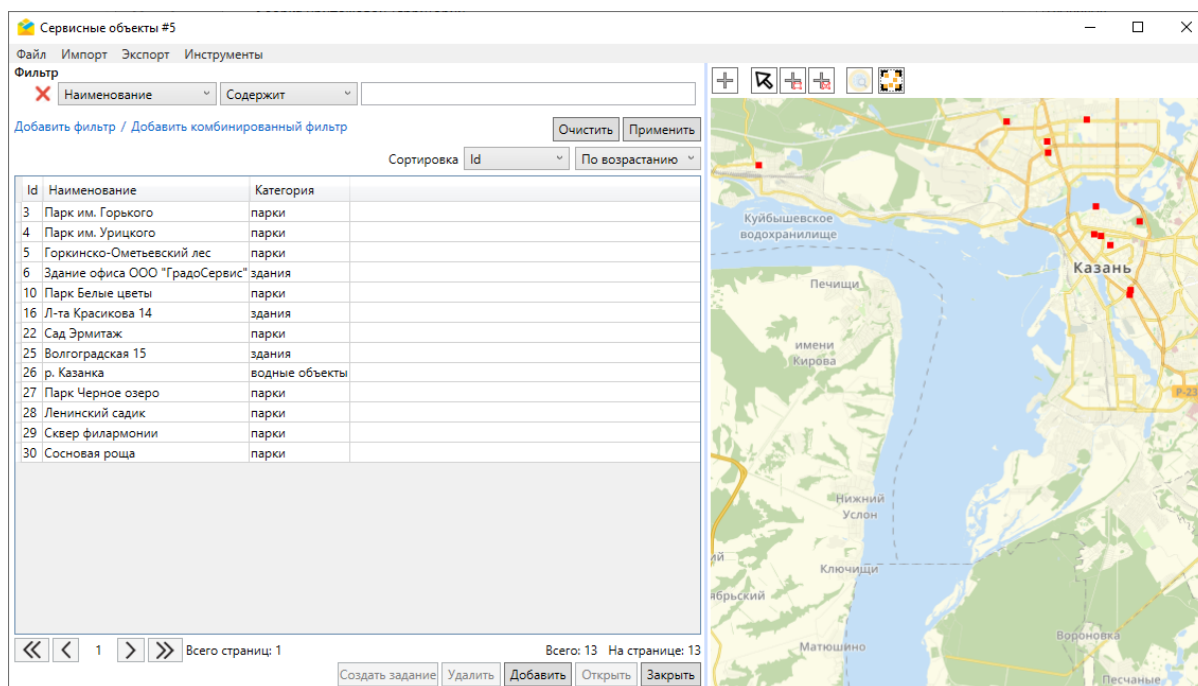 Сервисные объекты #5
Файл Импорт Экспорт Инструменты
Фильтр
Наименование Содержит
Добавить фильтр / Добавить комбинированный фильтр
Очистить Применить
Сортировка Id По возрастанию
Id Наименование Категория
3 Парк им. Горького парки
4 Парк им. Урицкого парки
5 Горкинско-Ометьевский лес парки
6 Здание офиса ООО "ГрадоСервис" здания
10 Парк Белые цветы парки
16 Л-та Красикова 14 здания
22 Сад Эрмитаж парки
25 Волгоградская 15 здания
26 р. Казанка водные объекты
27 Парк Черное озеро парки
28 Ленинский садик парки
29 Сквер филармонии парки
30 Сосновая роща парки
1 Всего страниц: 1
Всего: 13 На странице: 13
Создать задание Удалить Добавить Открыть Закрыть
Куйбышевское
водохранилище
Казань
Печищи
имени
Кирова
Р-23
Нижний
Услон
ий
Ключищи
ябрьский
Вороновка
Матюшино
Песчаные